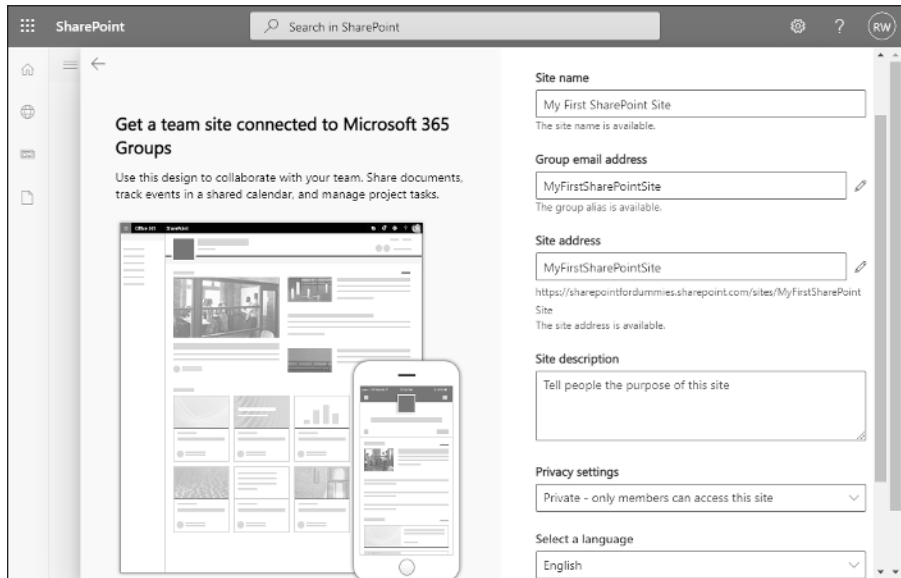 SharePoint
Search in SharePoint
?
RW
Get a team site connected to Microsoft 365
Groups
Use this design to collaborate with your team. Share documents,
track events in a shared calendar, and manage project tasks.
Office 365 SharePoint
Site name
My First SharePoint Site
The site name is available.
Group email address
MyFirstSharePointSite
The group alias is available.
Site address
MyFirstSharePointSite
https://sharepointfordummies.sharepoint.com/sites/MyFirstSharePoint
Site
The site address is available.
Site description
Tell people the purpose of this site
Privacy settings
Private - only members can access this site
Select a language
English